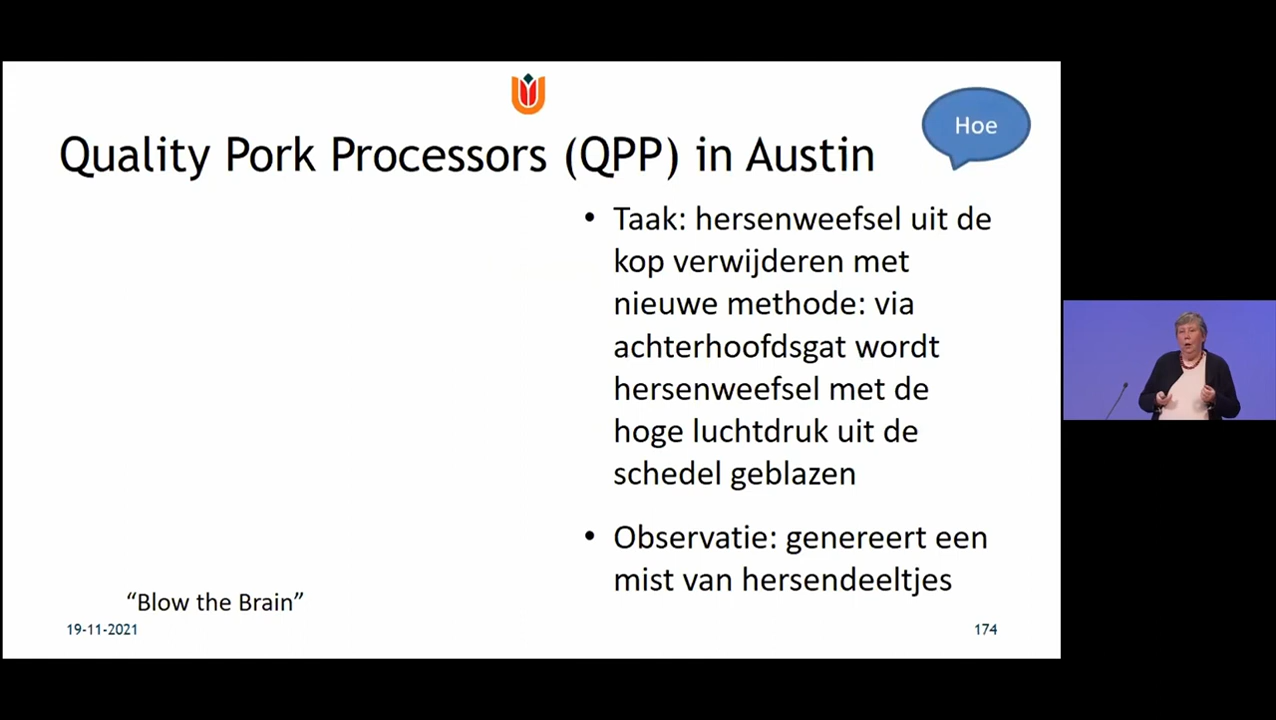 Hoe
Quality Pork Processors (QPP) in Austin
• Taak: hersenweefsel uit de
kop verwijderen met
nieuwe methode: via
achterhoofdsgat wordt
hersenweefsel met de
hoge luchtdruk uit de
schedel geblazen
• Observatie: genereert een
mist van hersendeeltjes
“Blow the Brain”
19-11-2021
174